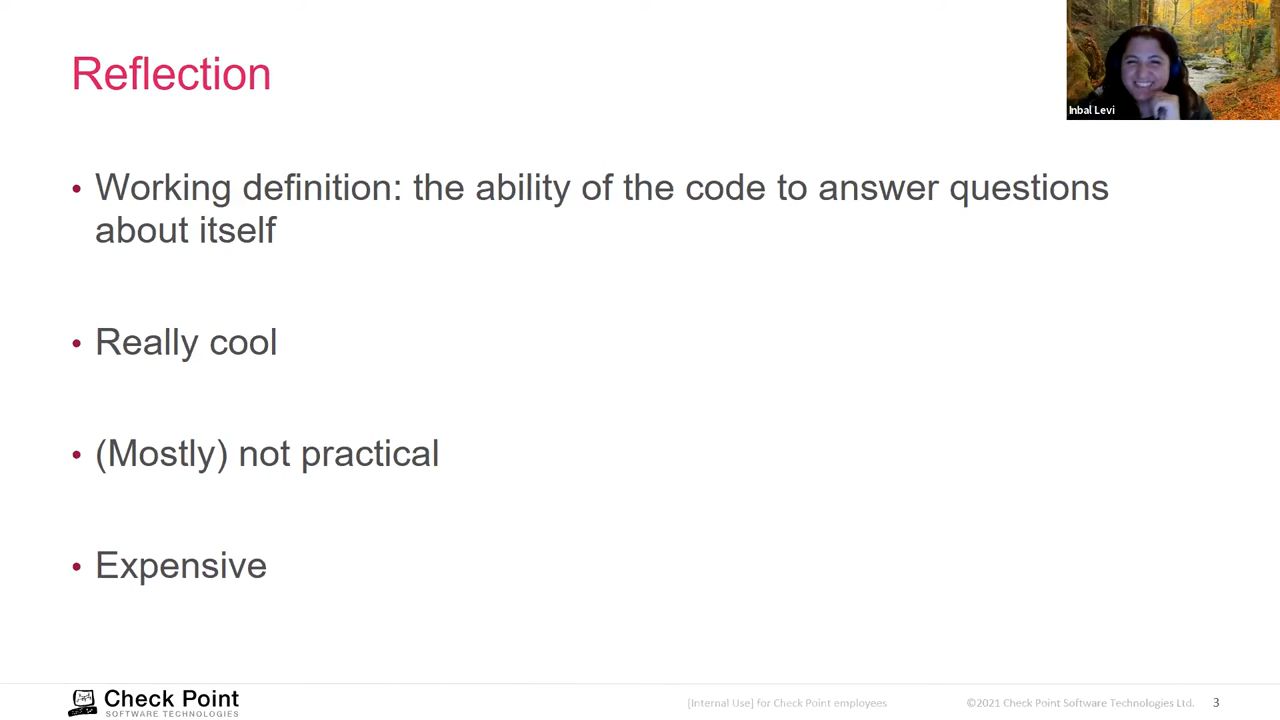 Reflection
Inbal Levi
• Working definition: the ability of the code to answer questions
about itself
• Really cool
• (Mostly) not practical
• Expensive
Check Point
SOFTWARE TECHNOLOGIES
[Internal Use] for Check Point employees
©2021 Check Point Software Technologies Ltd.
3